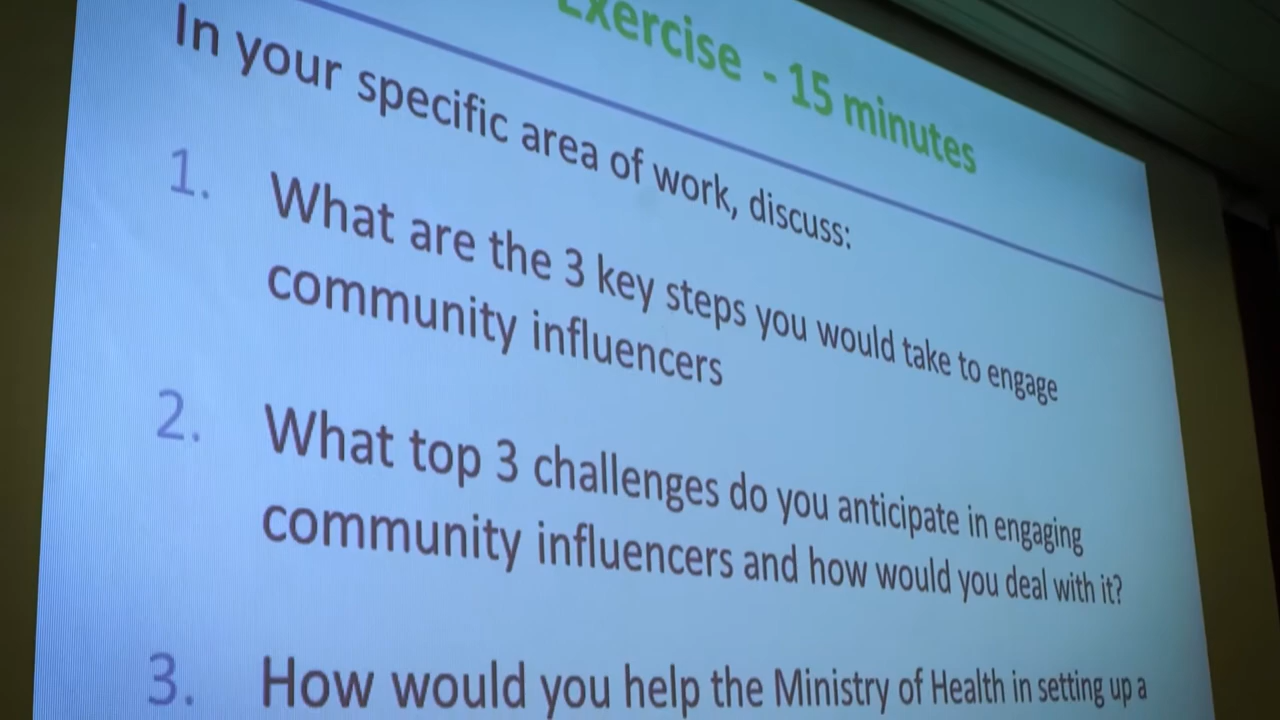 Exercise - 15 minutes
In your specific area of work, discuss:
1. What are the 3 key steps you would take to engage
community influencers
2. What top 3 challenges do you anticipate in engaging
community influencers and how would you deal with it?
3. How would you help the Ministry of Health in setting up a